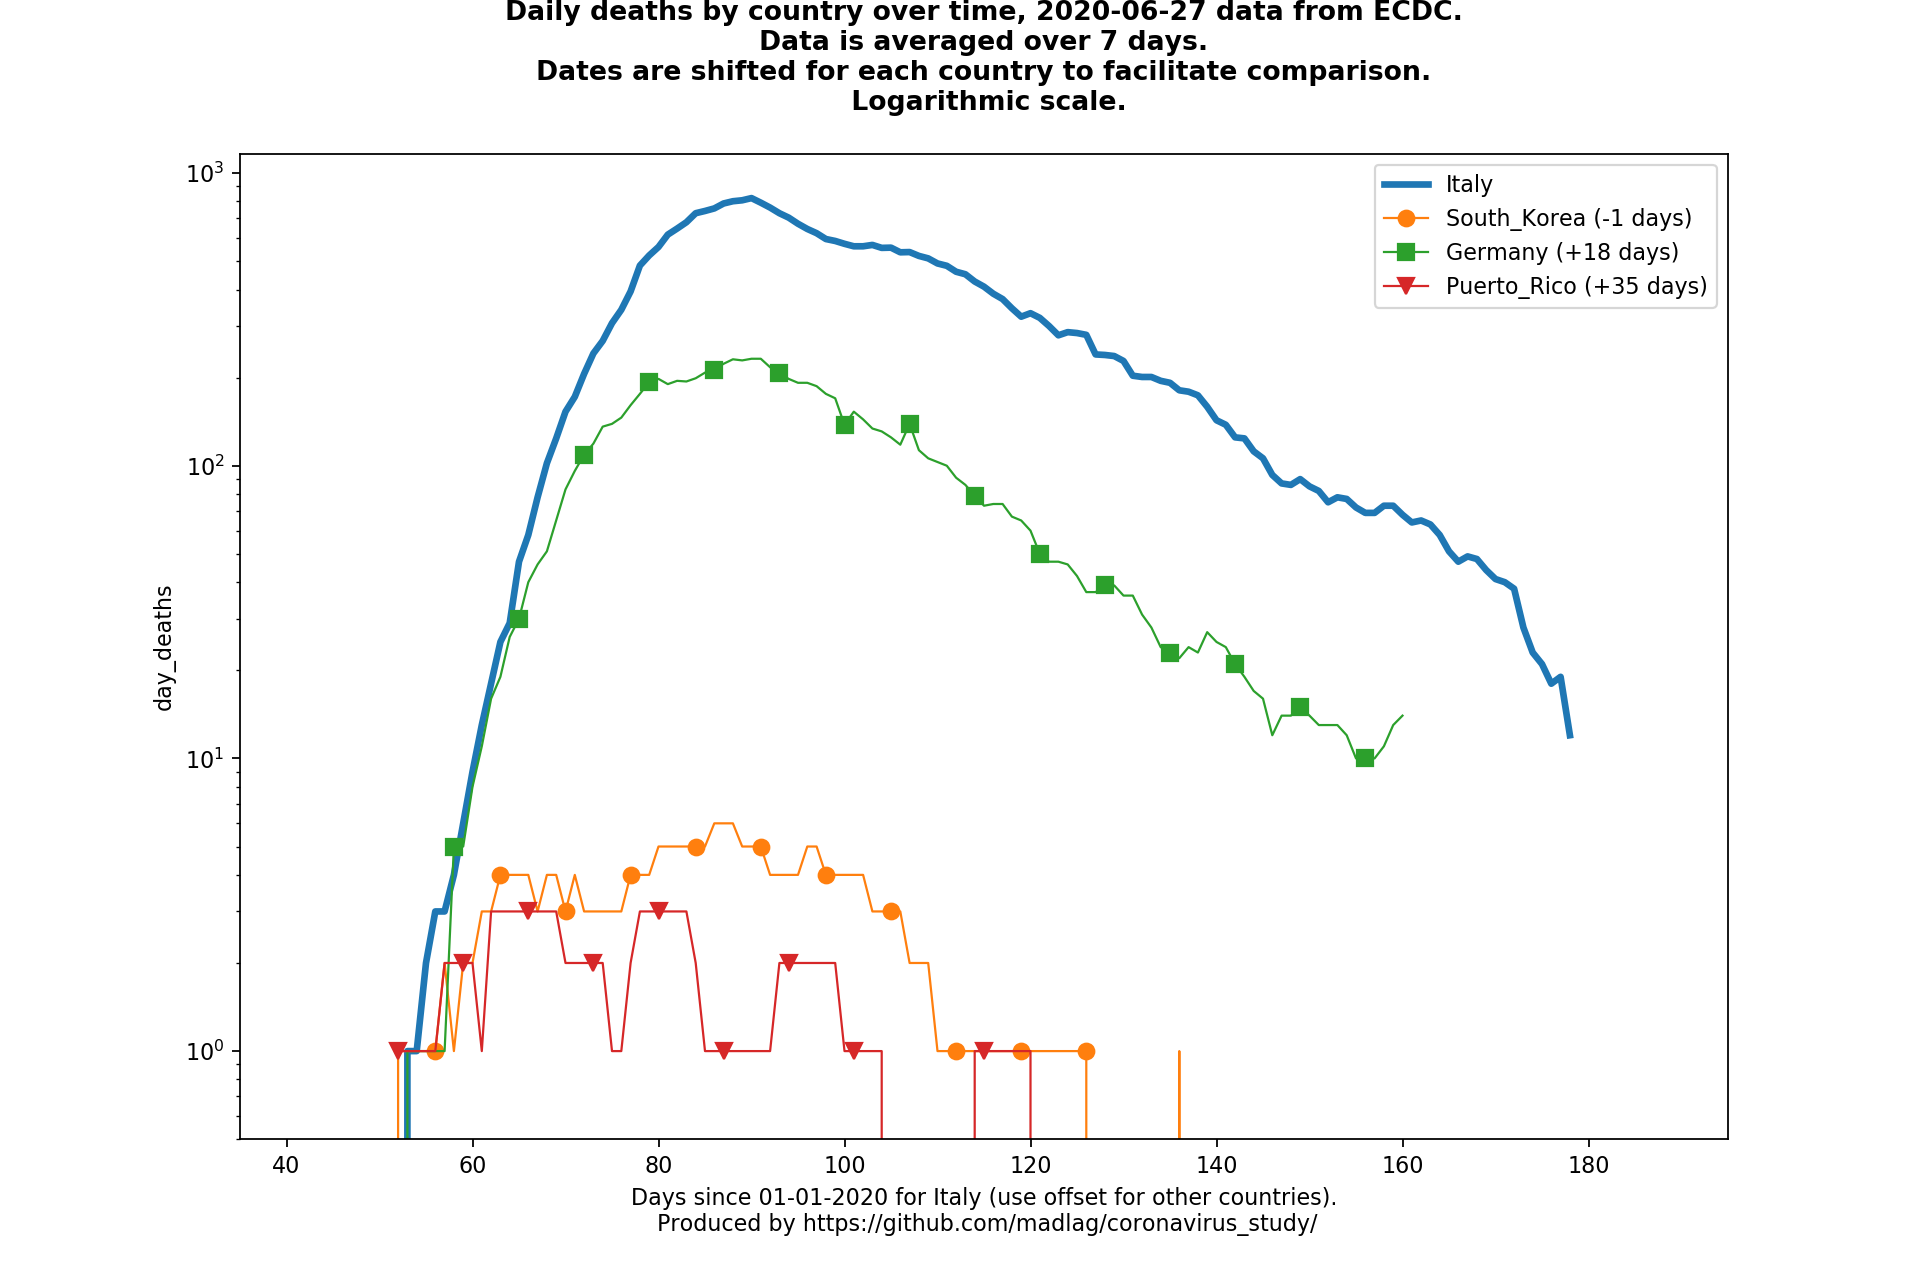 Daily deaths by country over time, 2020-06-27 data from ECDC.
Data is averaged over 7 days.
Dates are shifted for each country to facilitate comparison.
Logarithmic scale.
Italy
South_Korea (-1 days)
Germany (+18 days)
Puerto_Rico (+35 days)
day_deaths
10³
10²
10¹
10⁰
40 60 80 100 120 140 160 180
Days since 01-01-2020 for Italy (use offset for other countries).
Produced by https://github.com/madlag/coronavirus_study/